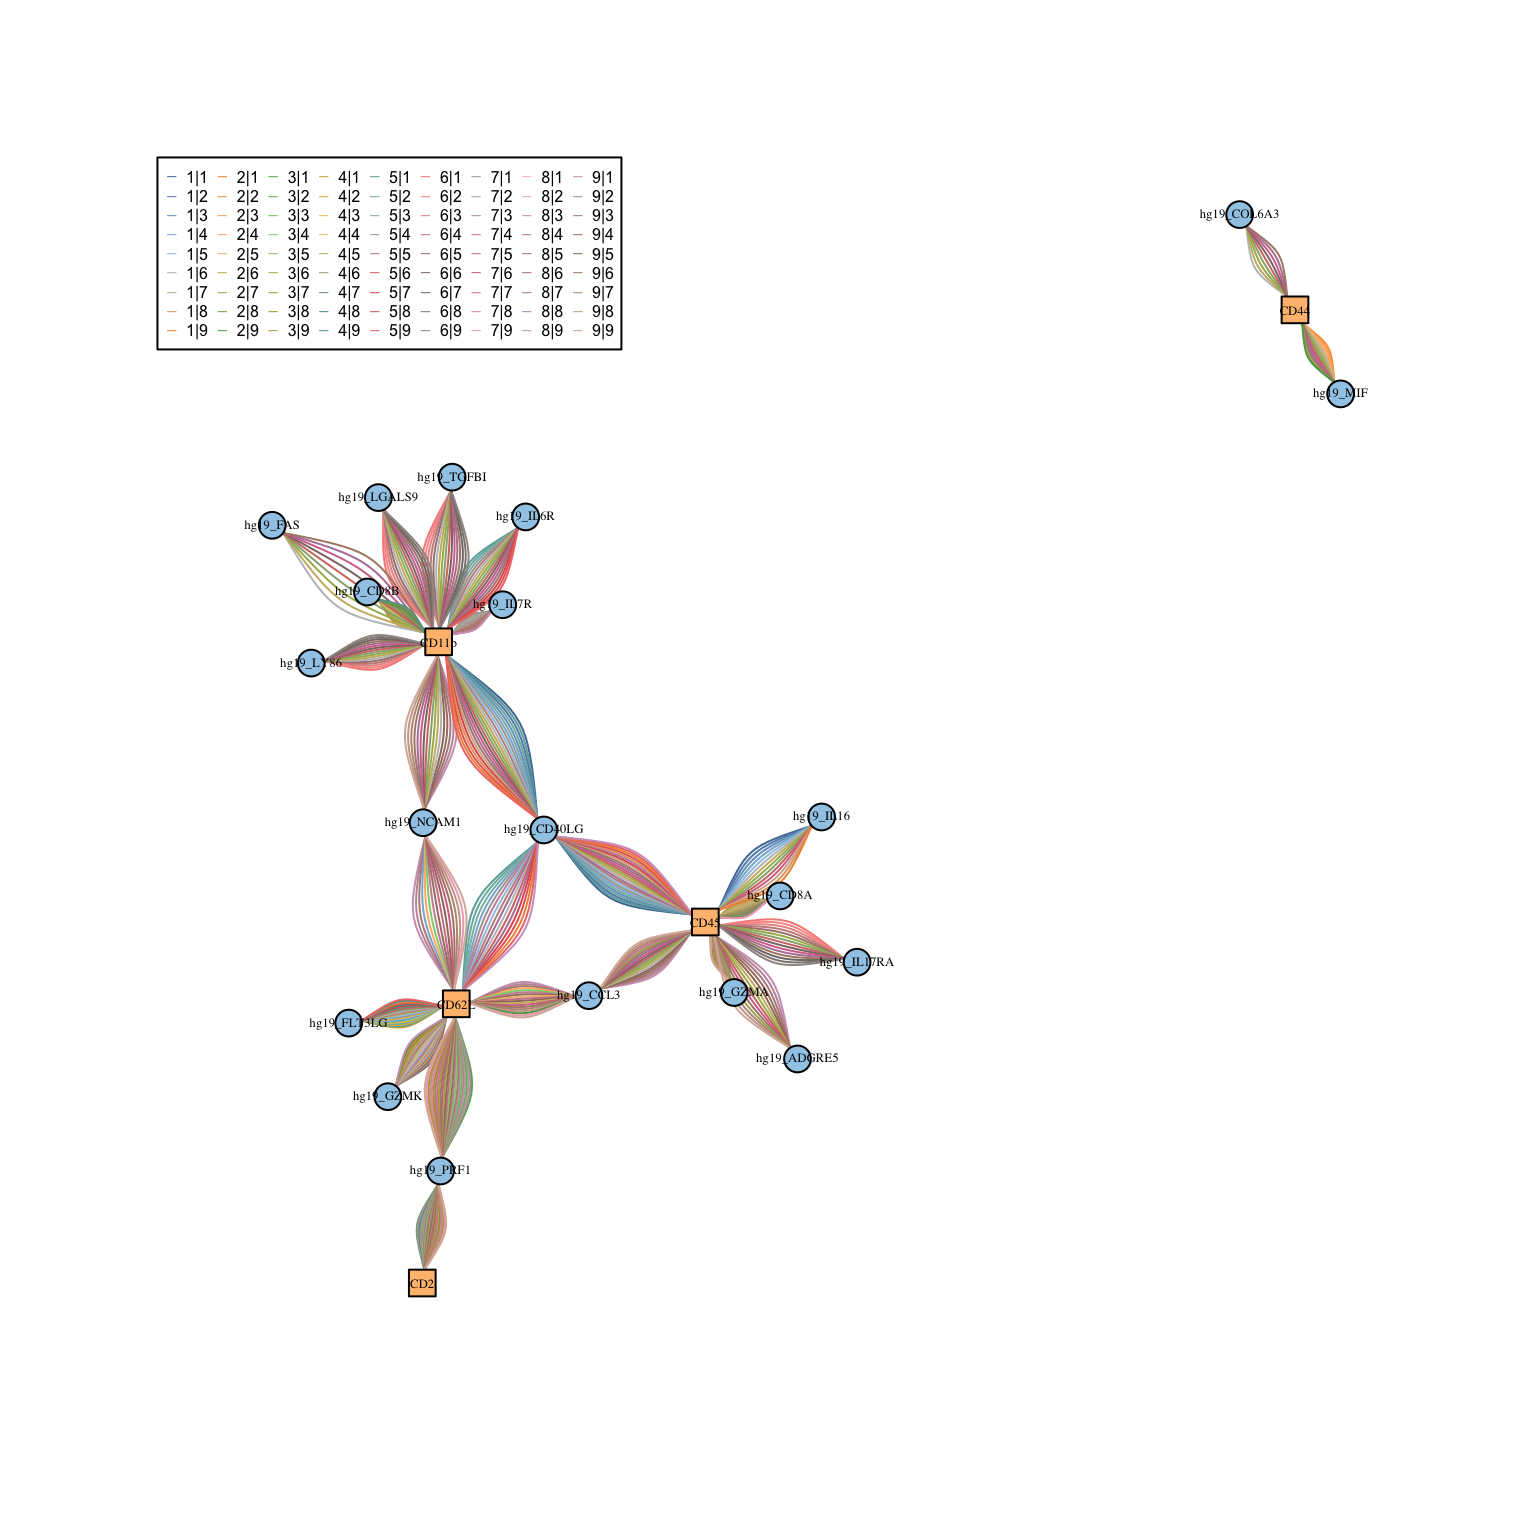 1|1 2|1 3|1 4|1 5|1 6|1 7|1 8|1 9|1
1|2 2|2 3|2 4|2 5|2 6|2 7|2 8|2 9|2
1|3 2|3 3|3 4|3 5|3 6|3 7|3 8|3 9|3
1|4 2|4 3|4 4|4 5|4 6|4 7|4 8|4 9|4
1|5 2|5 3|5 4|5 5|5 6|5 7|5 8|5 9|5
1|6 2|6 3|6 4|6 5|6 6|6 7|6 8|6 9|6
1|7 2|7 3|7 4|7 5|7 6|7 7|7 8|7 9|7
1|8 2|8 3|8 4|8 5|8 6|8 7|8 8|8 9|8
1|9 2|9 3|9 4|9 5|9 6|9 7|9 8|9 9|9
hg19_COL6A3
CD44
hg19_MIF
hg19_TGFBI
hg19_LGALS9
hg19_IL6R
hg19_FAS
hg19_CD8B
hg19_IL7R
CD11b
hg19_LY86
hg19_IL16
hg19_NCAM1
hg19_CD40LG
hg19_CD8A
CD45
hg19_IL17RA
hg19_GZMA
hg19_CCL3
CD62L
hg19_FLT3LG
hg19_ADGRE5
hg19_GZMK
hg19_PRF1
CD2